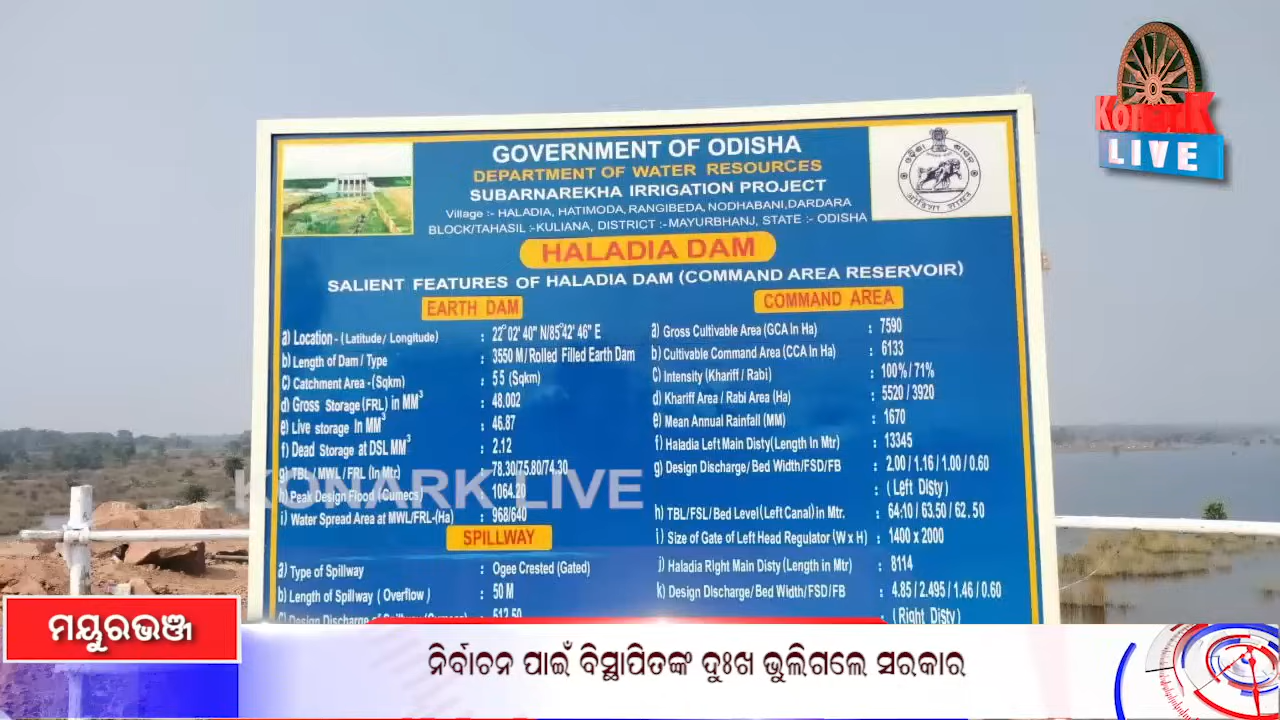 Konark
LIVE
GOVERNMENT OF ODISHA
DEPARTMENT OF WATER RESOURCES
SUBARNAREKHA IRRIGATION PROJECT
Village :- HALADIA, HATIMODA, RANGIBEDA, NODHABANI,DARDARA
BLOCK/TAHASIL :-KULIANA, DISTRICT :-MAYURBHANJ, STATE :- ODISHA
HALADIA DAM
SALIENT FEATURES OF HALADIA DAM (COMMAND AREA RESERVOIR)
EARTH DAM
a) Location - (Latitude / Longitude) : 22° 02' 40" N/85°42' 46" E
b) Length of Dam / Type : 3550 M/Rolled Filled Earth Dam
c) Catchment Area -(Sqkm) : 55 (Sqkm)
d) Gross Storage (FRL) in MM³ : 48.002
e) Live storage In MM³ : 46.87
f) Dead Storage at DSL MM³ : 2.12
g) TBL / MWL / FRL (In Mtr.) : 78.30/75.80/74.30
h) Peak Design Flood (Cumecs) : 1064.20
i) Water Spread Area at MWL/FRL-(Ha) : 968/640
SPILLWAY
a) Type of Spillway : Ogee Crested (Gated)
b) Length of Spillway ( Overflow ) : 50 M
c) Design Discharge of Spillway (Cumecs) : 512.50
COMMAND AREA
a) Gross Cultivable Area (GCA In Ha) : 7590
b) Cultivable Command Area (CCA In Ha) : 6133
c) Intensity (Khariff / Rabi) : 100% / 71%
d) Khariff Area / Rabi Area (Ha) : 5520 / 3920
e) Mean Annual Rainfall (MM) : 1670
f) Haladia Left Main Disty(Length In Mtr) : 13345
g) Design Discharge/ Bed Width/FSD/FB : 2.00 / 1.16 / 1.00 / 0.60
: ( Left Disty)
h) TBL/FSL/ Bed Level(Left Canal) in Mtr. : 64:10 / 63.50 / 62.50
i) Size of Gate of Left Head Regulator (W x H) : 1400 x 2000
j) Haladia Right Main Disty (Length in Mtr) : 8114
k) Design Discharge/ Bed Width/FSD/FB : 4.85 / 2.495 / 1.46 / 0.60
: ( Right Disty)
KONARK LIVE
ମୟୂରଭଞ୍ଜ
ନିର୍ବାଚନ ପାଇଁ ବିସ୍ଥାପିତଙ୍କ ଦୁଃଖ ଭୁଲିଗଲେ ସରକାର